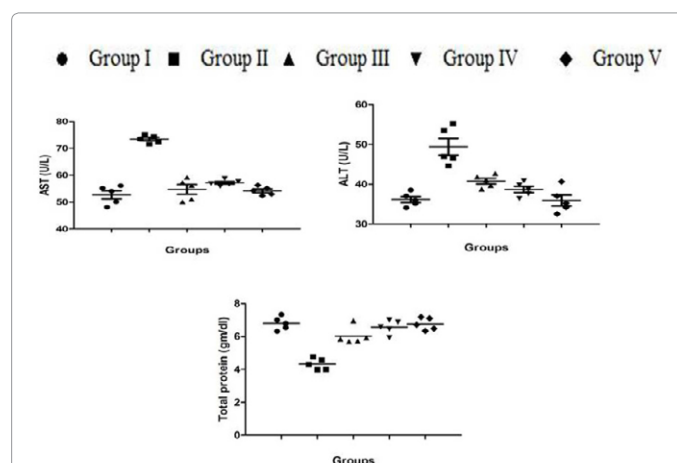 Group I Group II Group III Group IV Group V
80
70
60
50
40
AST (U/L)
Groups
60
50
40
30
ALT (U/L)
Groups
8
6
4
2
0
Total protein (gm/dl)
Groups